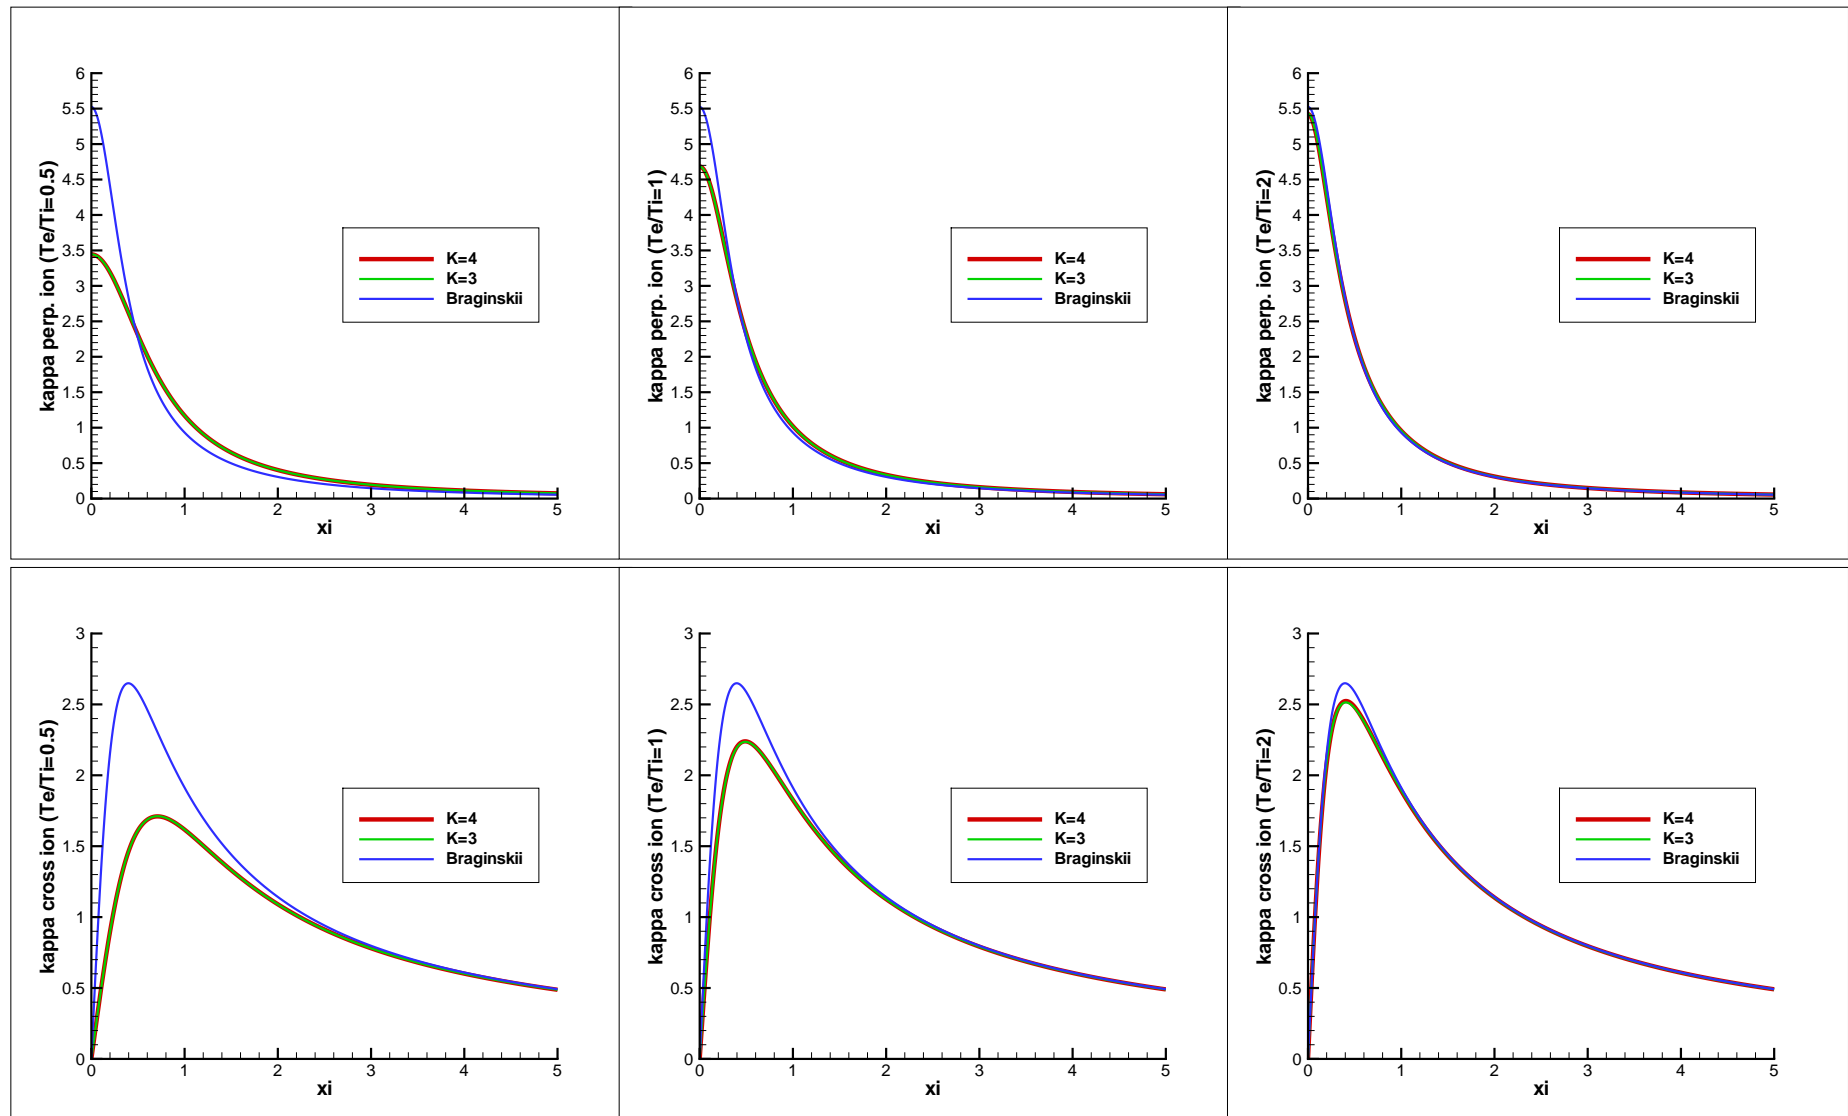 kappa perp. ion (Te/Ti=0.5)
6
5.5
5
4.5
4
3.5
3
2.5
2
1.5
1
0.5
0
0 1 2 3 4 5
xi
K=4
K=3
Braginskii
kappa perp. ion (Te/Ti=1)
6
5.5
5
4.5
4
3.5
3
2.5
2
1.5
1
0.5
0
0 1 2 3 4 5
xi
K=4
K=3
Braginskii
kappa perp. ion (Te/Ti=2)
6
5.5
5
4.5
4
3.5
3
2.5
2
1.5
1
0.5
0
0 1 2 3 4 5
xi
K=4
K=3
Braginskii
kappa cross ion (Te/Ti=0.5)
3
2.5
2
1.5
1
0.5
0
0 1 2 3 4 5
xi
K=4
K=3
Braginskii
kappa cross ion (Te/Ti=1)
3
2.5
2
1.5
1
0.5
0
0 1 2 3 4 5
xi
K=4
K=3
Braginskii
kappa cross ion (Te/Ti=2)
3
2.5
2
1.5
1
0.5
0
0 1 2 3 4 5
xi
K=4
K=3
Braginskii